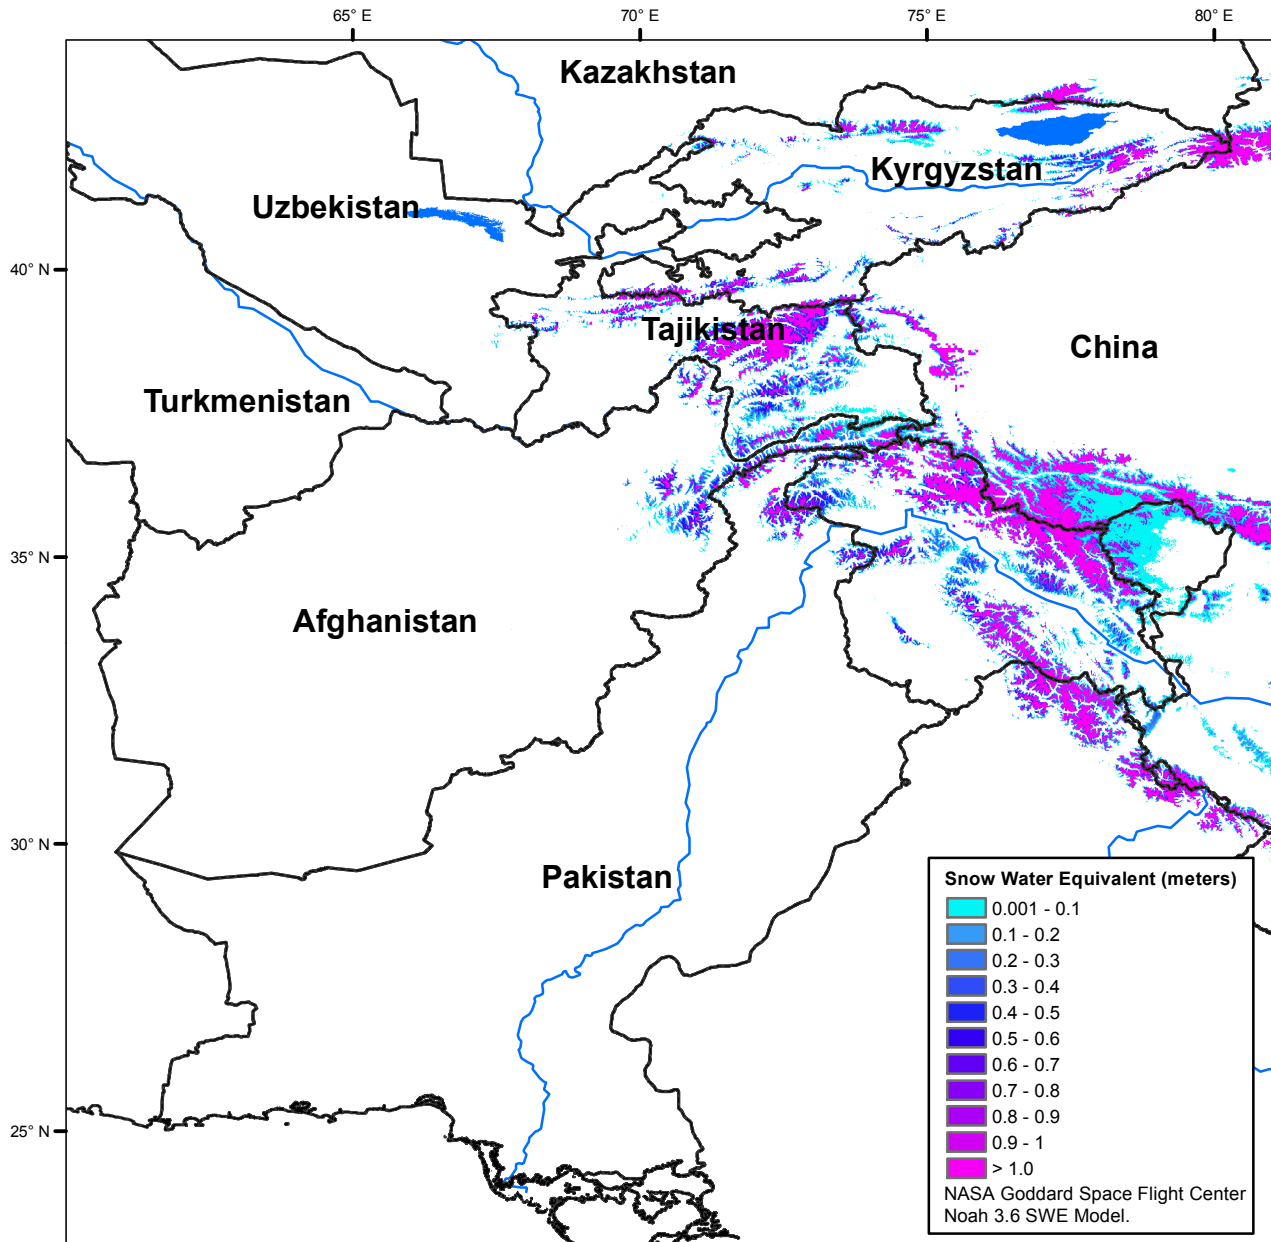 65° E
70° E
75° E
80° E
Kazakhstan
Kyrgyzstan
Uzbekistan
40° N
Tajikistan
China
Turkmenistan
35° N
Afghanistan
30° N
Pakistan
25° N
Snow Water Equivalent (meters)
0.001 - 0.1
0.1 - 0.2
0.2 - 0.3
0.3 - 0.4
0.4 - 0.5
0.5 - 0.6
0.6 - 0.7
0.7 - 0.8
0.8 - 0.9
0.9 - 1
> 1.0
NASA Goddard Space Flight Center
Noah 3.6 SWE Model.